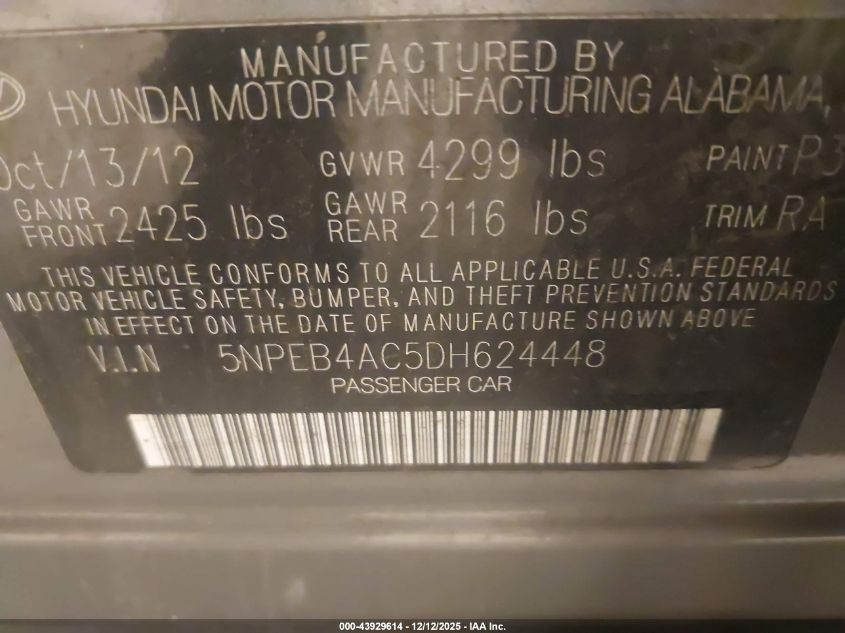 MANUFACTURED BY
HYUNDAI MOTOR MANUFACTURING ALABAMA,
Oct/13/12 GVWR 4299 lbs PAINT P3
GAWR FRONT 2425 lbs GAWR REAR 2116 lbs TRIM RA
THIS VEHICLE CONFORMS TO ALL APPLICABLE U.S.A. FEDERAL
MOTOR VEHICLE SAFETY, BUMPER, AND THEFT PREVENTION STANDARDS
IN EFFECT ON THE DATE OF MANUFACTURE SHOWN ABOVE
V.I.N 5NPEB4AC5DH624448
PASSENGER CAR
000-43929614 - 12/12/2025 - IAA Inc.